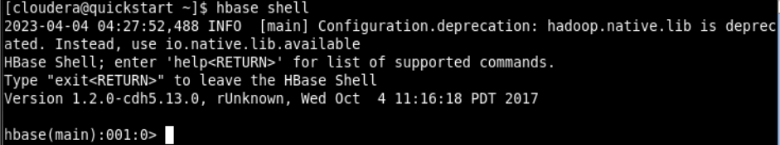 [cloudera@quickstart ~]$ hbase shell
2023-04-04 04:27:52,488 INFO  [main] Configuration.deprecation: hadoop.native.lib is deprec
ated. Instead, use io.native.lib.available
HBase Shell; enter 'help<RETURN>' for list of supported commands.
Type "exit<RETURN>" to leave the HBase Shell
Version 1.2.0-cdh5.13.0, rUnknown, Wed Oct  4 11:16:18 PDT 2017
hbase(main):001:0>